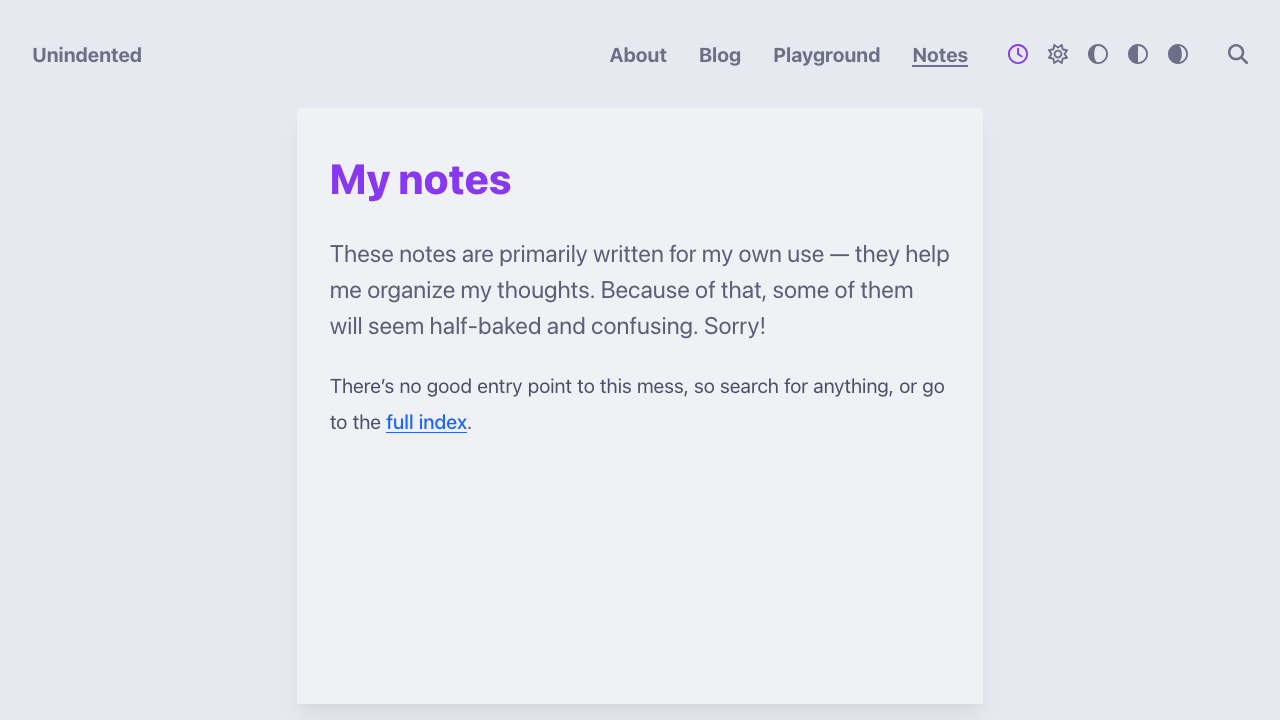 Unindented
About
Blog
Playground
Notes
My notes
These notes are primarily written for my own use — they help
me organize my thoughts. Because of that, some of them
will seem half-baked and confusing. Sorry!
There’s no good entry point to this mess, so search for anything, or go
to the full index.